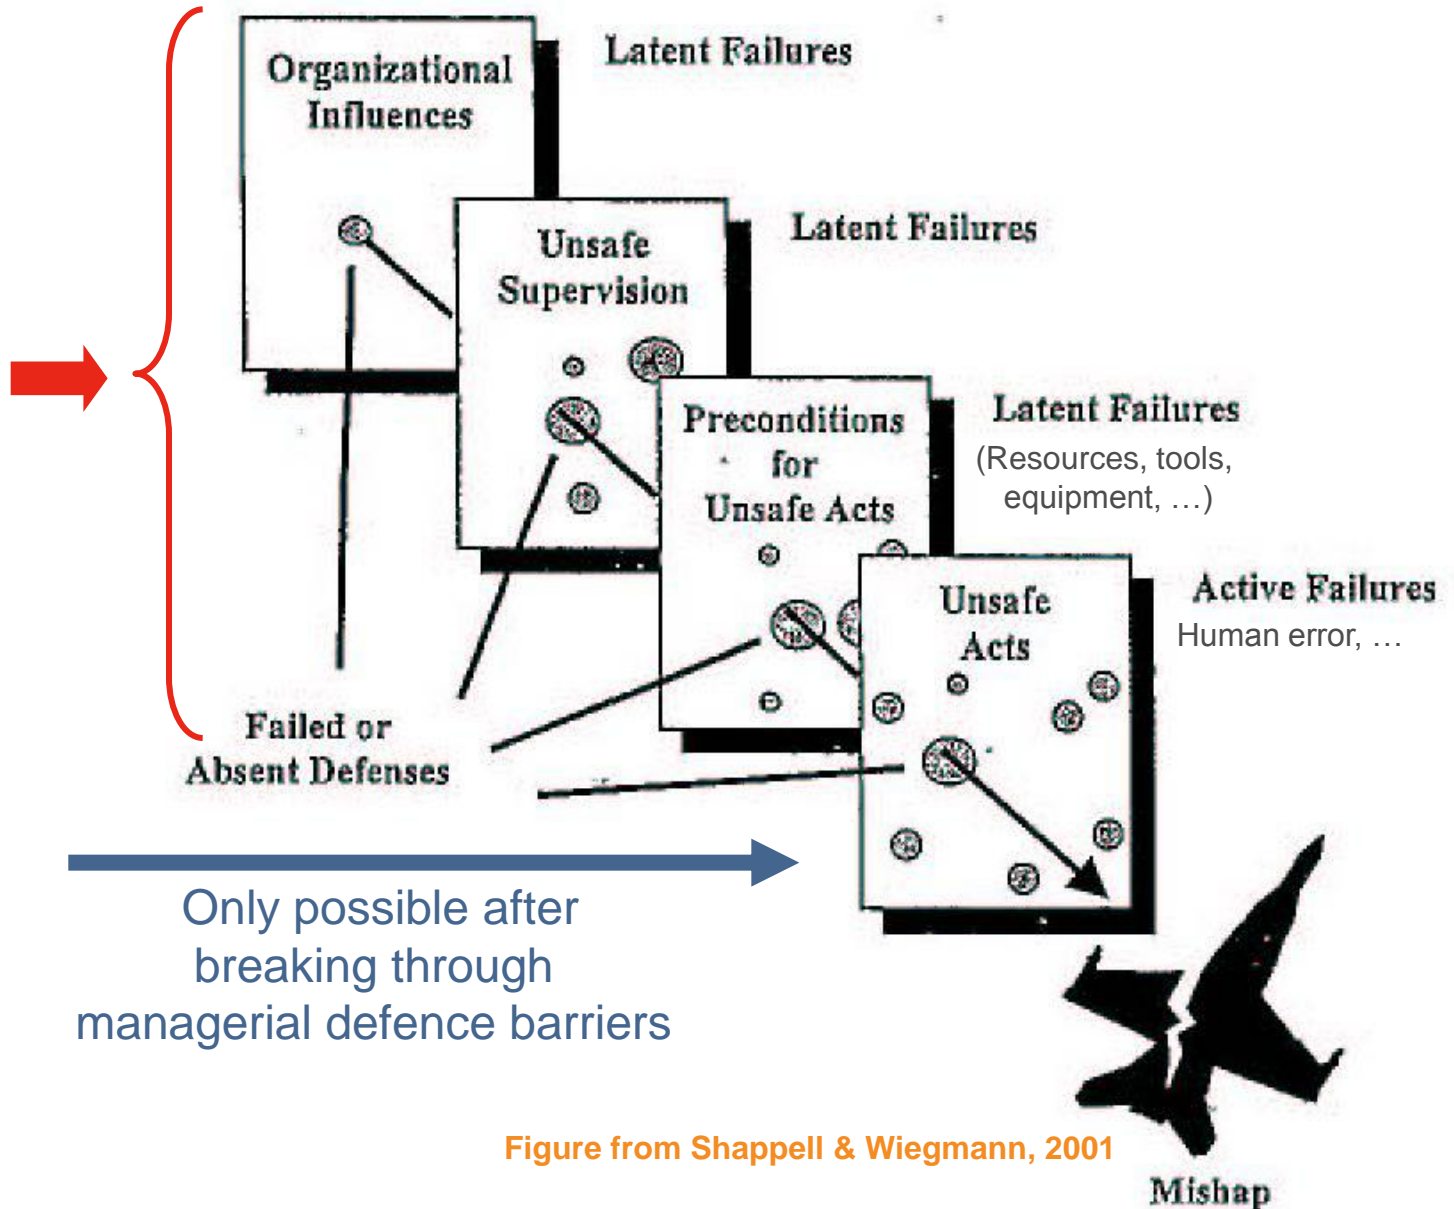 Organizational
Influences
Latent Failures
Unsafe
Supervision
Latent Failures
Preconditions
for
Unsafe Acts
Latent Failures
(Resources, tools,
equipment, …)
Unsafe
Acts
Active Failures
Human error, …
Failed or
Absent Defenses
Only possible after
breaking through
managerial defence barriers
Figure from Shappell & Wiegmann, 2001
Mishap